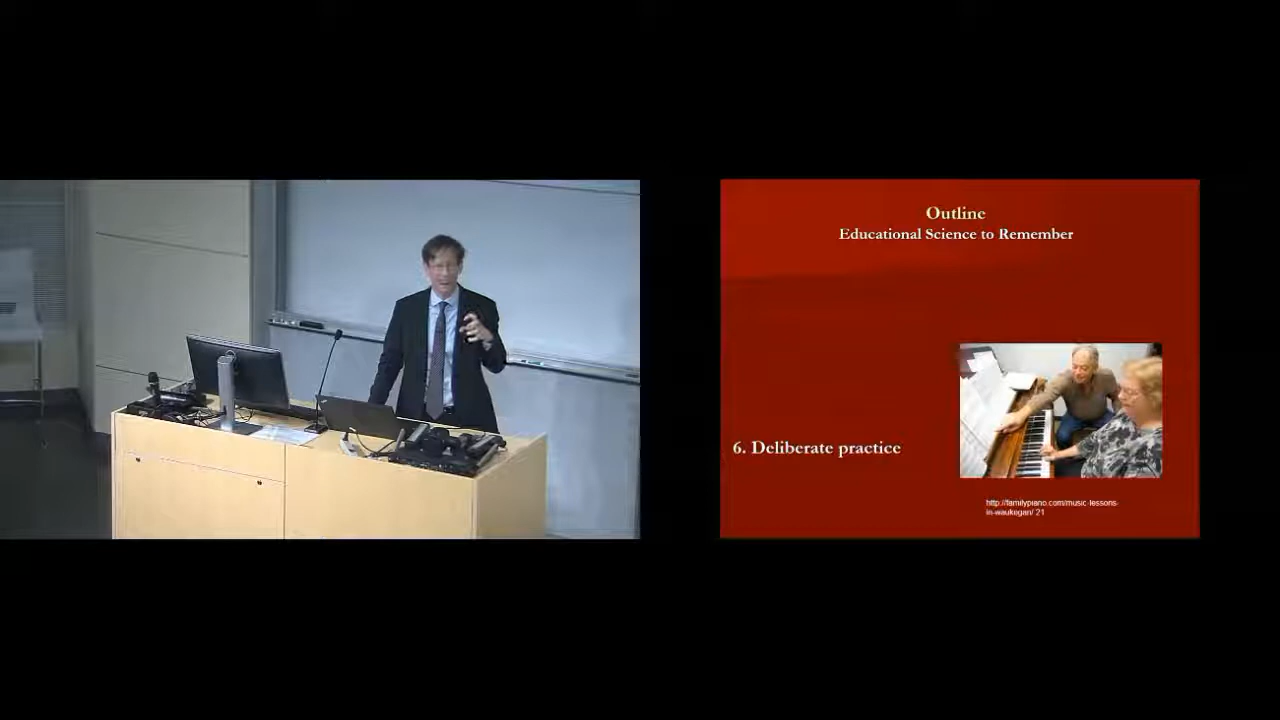 Outline
Educational Science to Remember
6. Deliberate practice
http://familypiano.com/music-lessons-
in-waukegan/ 21